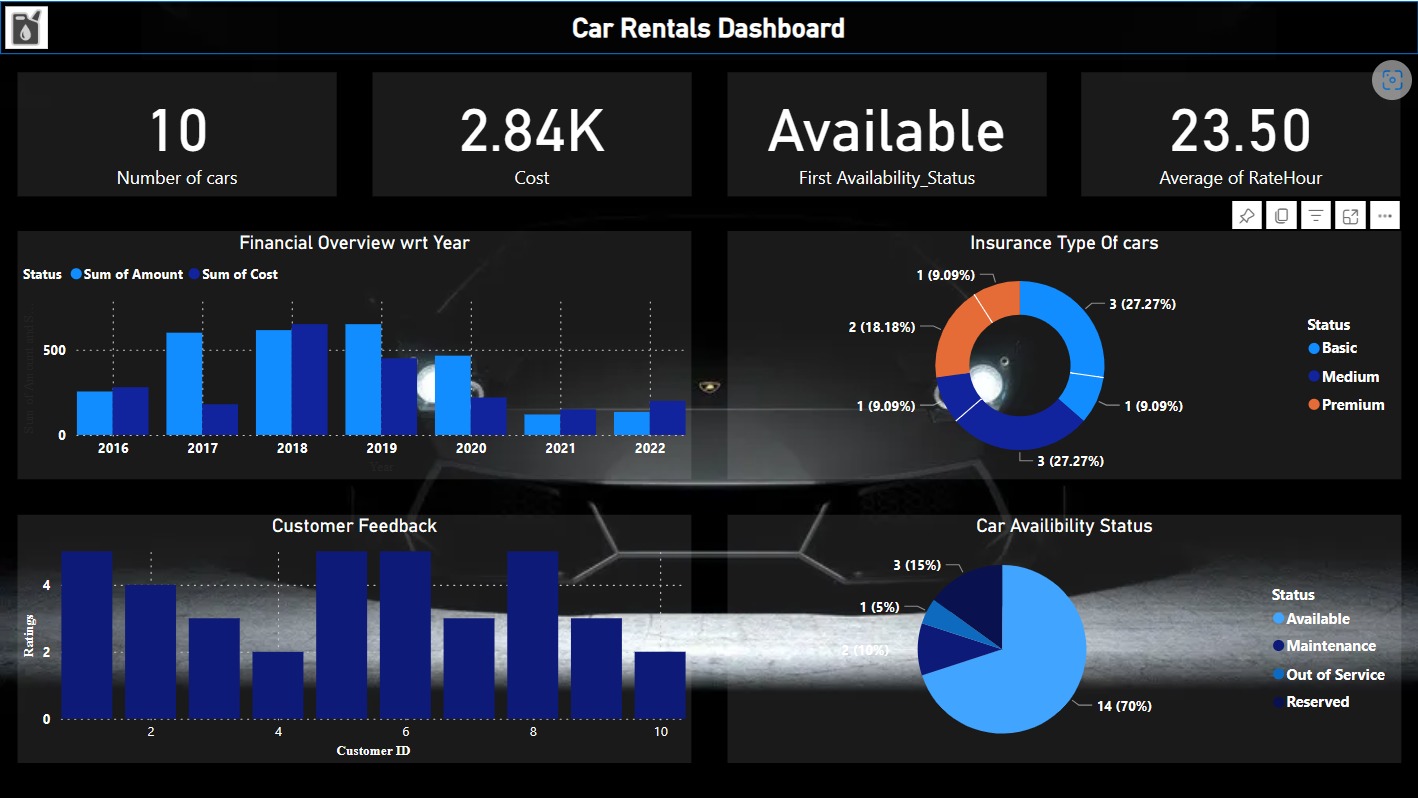 Car Rentals Dashboard
10
Number of cars
2.84K
Cost
Available
First Availability_Status
23.50
Average of RateHour
Financial Overview wrt Year
Status Sum of Amount Sum of Cost
500
0
2016 2017 2018 2019 2020 2021 2022
Year
Insurance Type Of cars
1 (9.09%)
3 (27.27%)
2 (18.18%)
1 (9.09%)
1 (9.09%)
3 (27.27%)
Status
Basic
Medium
Premium
Customer Feedback
Ratings
4
2
0
2 4 6 8 10
Customer ID
Car Availibility Status
3 (15%)
1 (5%)
2 (10%)
14 (70%)
Status
Available
Maintenance
Out of Service
Reserved